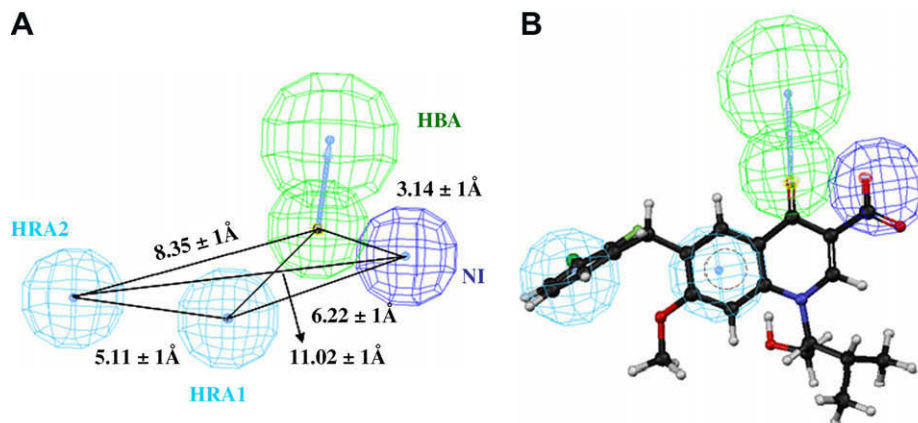 A
B
HBA
3.14 ± 1Å
HRA2
8.35 ± 1Å
NI
6.22 ± 1Å
5.11 ± 1Å
11.02 ± 1Å
HRA1